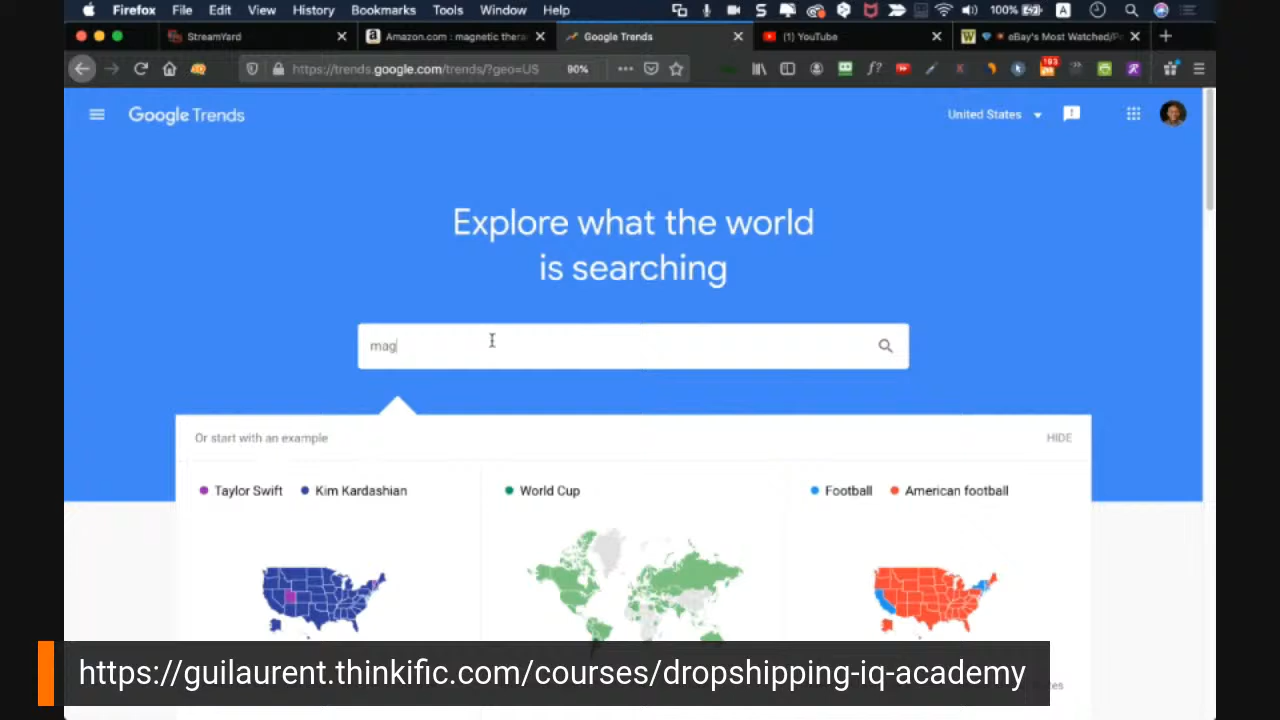 Firefox File Edit View History Bookmarks Tools Window Help 100% A
StreamYard
Amazon.com : magnetic thera
Google Trends
(1) YouTube
eBay's Most Watched/P
https://trends.google.com/trends/?geo=US 90% 193
Google Trends
United States
Explore what the world
is searching
mag
Or start with an example
HIDE
Taylor Swift Kim Kardashian
World Cup
Football American football
https://guilaurent.thinkific.com/courses/dropshipping-iq-academy